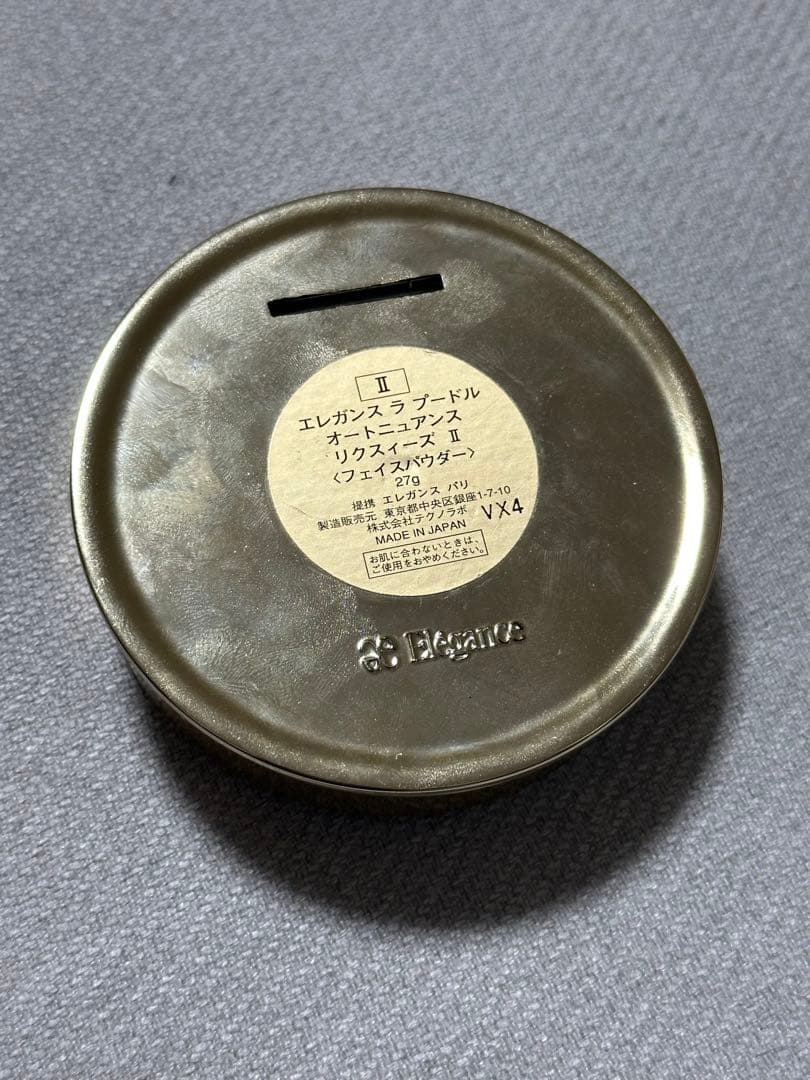 II
エレガンス ラ プードル
オートニュアンス
リクスィーズ II
〈フェイスパウダー〉
27g
提携 エレガンス パリ
製造販売元 東京都中央区銀座1-7-10
株式会社テクノラボ VX4
MADE IN JAPAN
お肌に合わないときは、
ご使用をおやめください。
æ Elégance